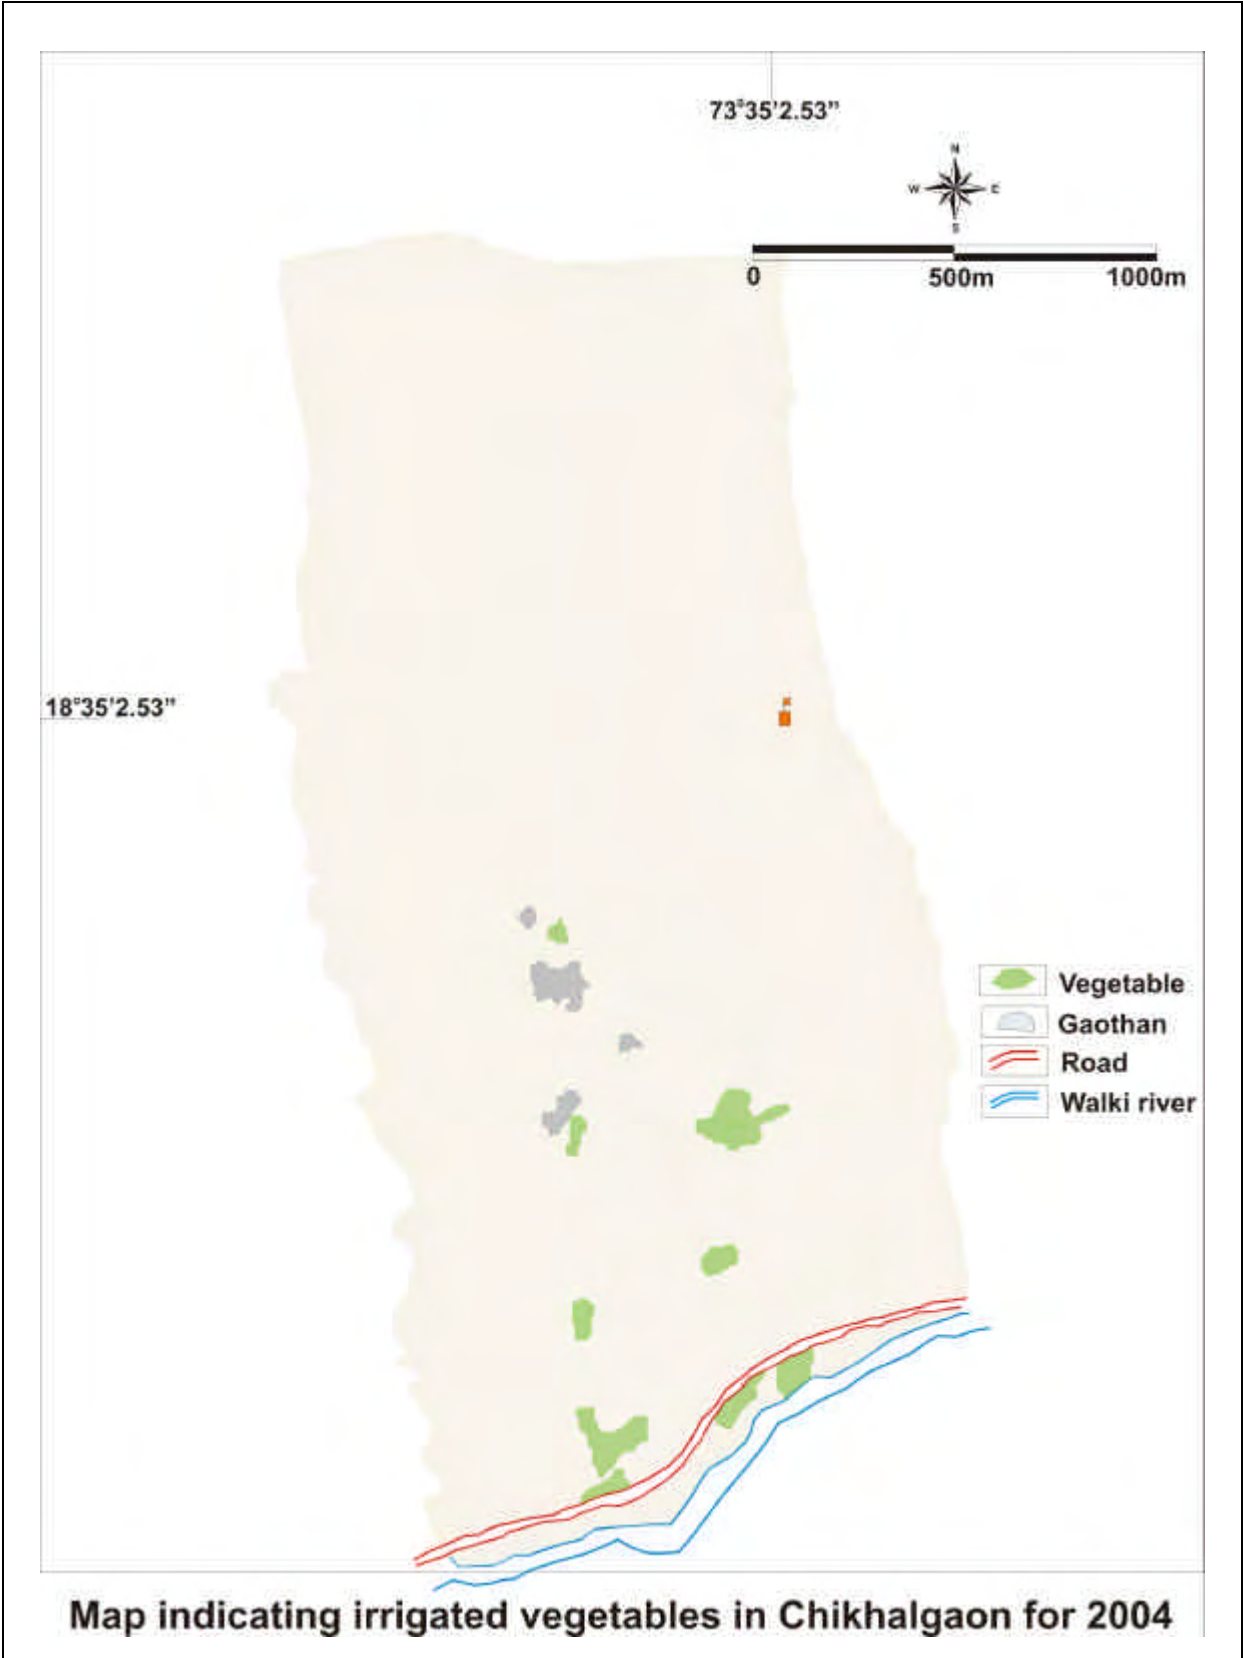 73°35'2.53”
N
W E
S
0 500m 1000m
18°35'2.53”
Vegetable
Gaothan
Road
Walki river
Map indicating irrigated vegetables in Chikhalgaon for 2004